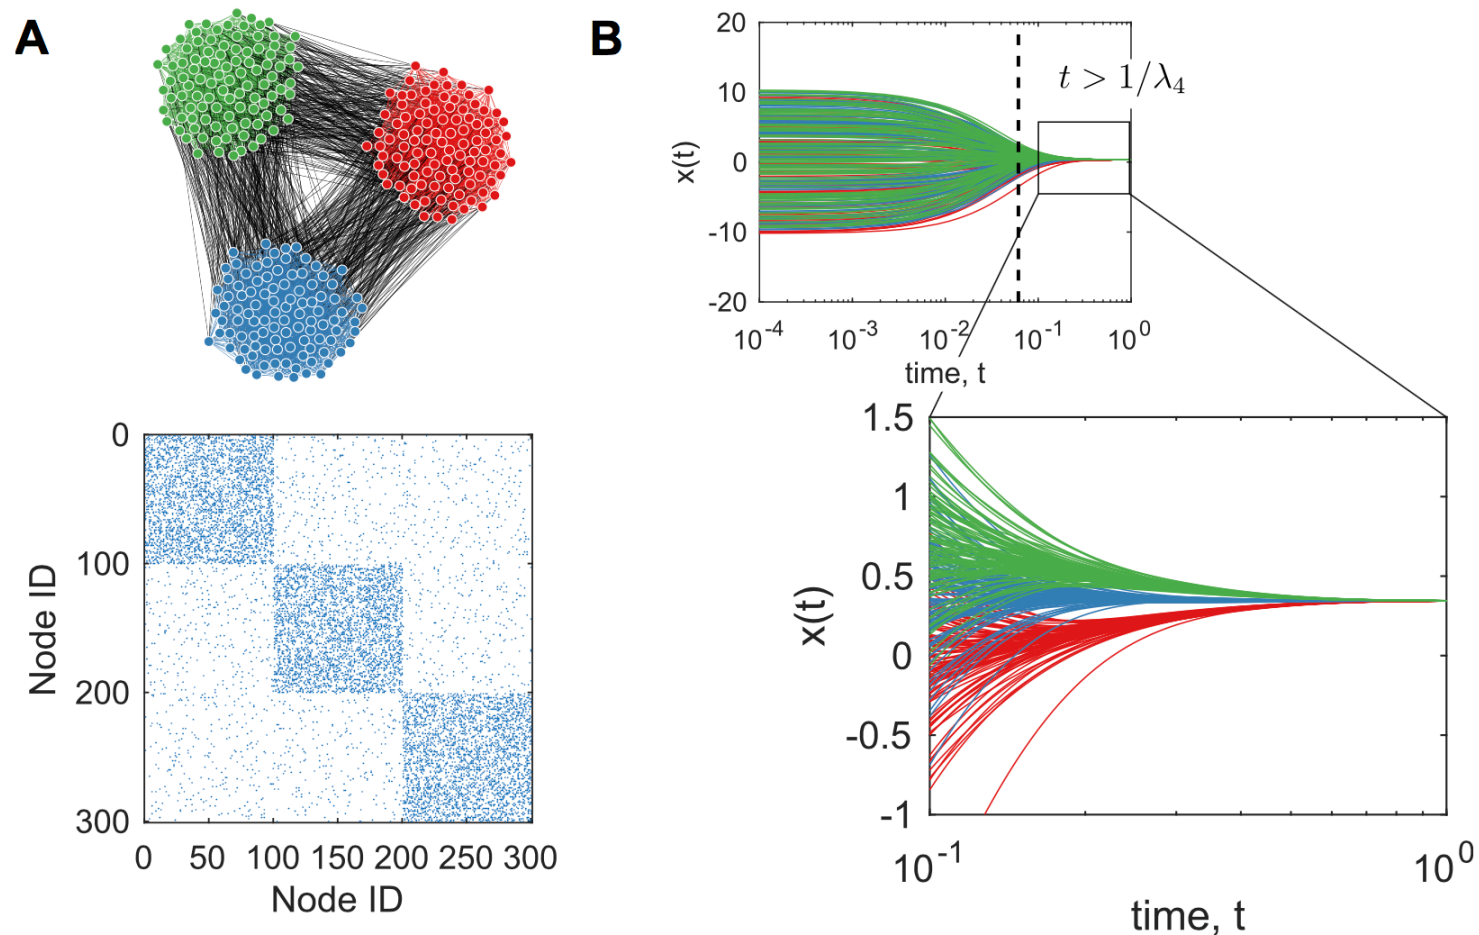 A
B
20
10
0
-10
-20
x(t)
t > 1/λ₄
10⁻⁴ 10⁻³ 10⁻² 10⁻¹ 10⁰
time, t
0
100
200
300
Node ID
0 50 100 150 200 250 300
Node ID
1.5
1
0.5
0
-0.5
-1
x(t)
10⁻¹ 10⁰
time, t